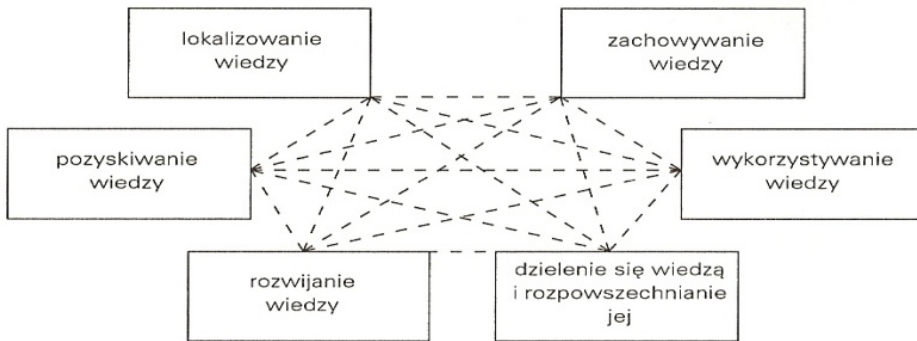 lokalizowanie
wiedzy
zachowywanie
wiedzy
pozyskiwanie
wiedzy
wykorzystywanie
wiedzy
rozwijanie
wiedzy
dzielenie się wiedzą
i rozpowszechnianie
jej